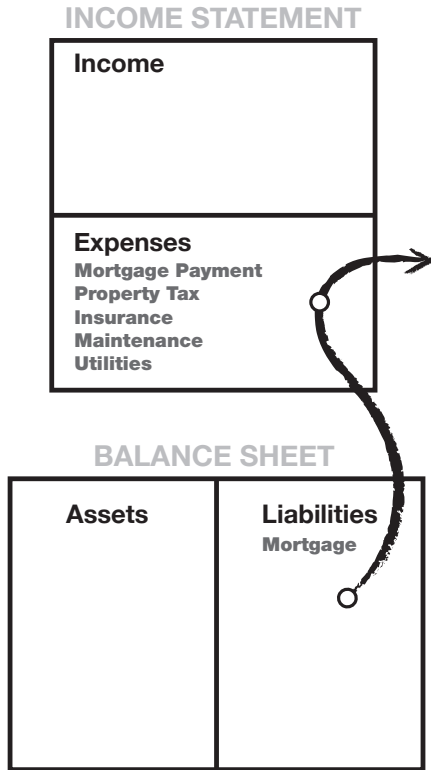 INCOME STATEMENT
Income
Expenses
Mortgage Payment
Property Tax
Insurance
Maintenance
Utilities
BALANCE SHEET
Assets
Liabilities
Mortgage